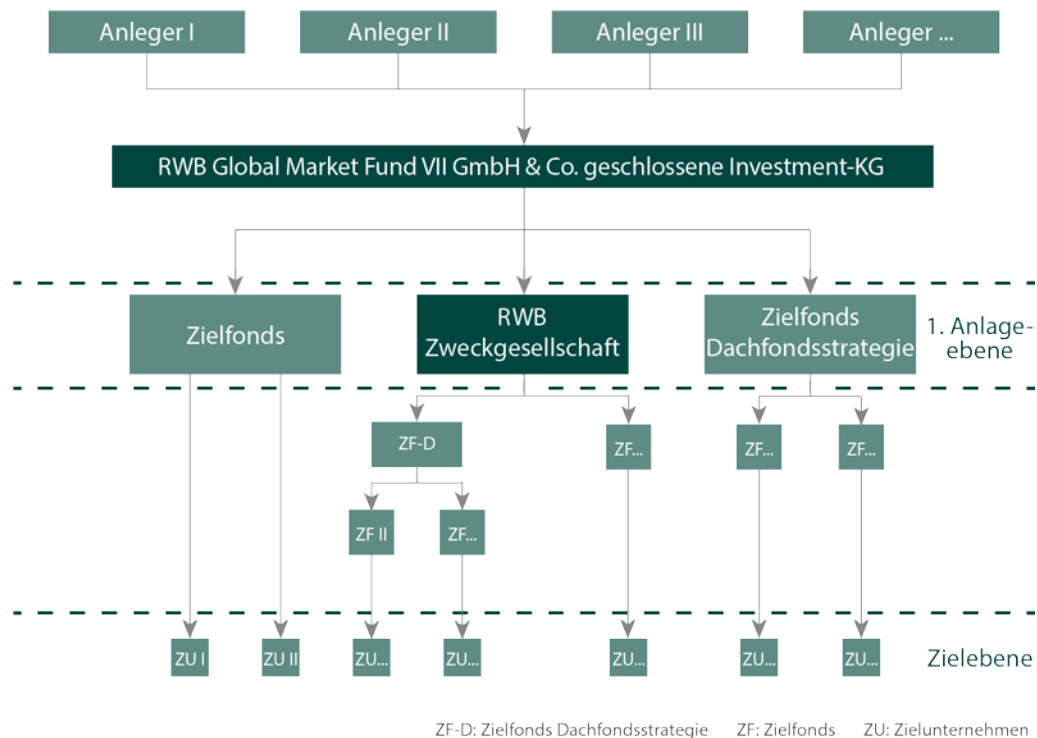 Anleger I
Anleger II
Anleger III
Anleger ...
RWB Global Market Fund VII GmbH & Co. geschlossene Investment-KG
Zielfonds
RWB
Zweckgesellschaft
Zielfonds
Dachfondsstrategie
1. Anlage-
ebene
ZF-D
ZF...
ZF...
ZF...
ZF II
ZF...
ZU I
ZU II
ZU...
ZU...
ZU...
ZU...
ZU...
Zielebene
ZF-D: Zielfonds Dachfondsstrategie ZF: Zielfonds ZU: Zielunternehmen